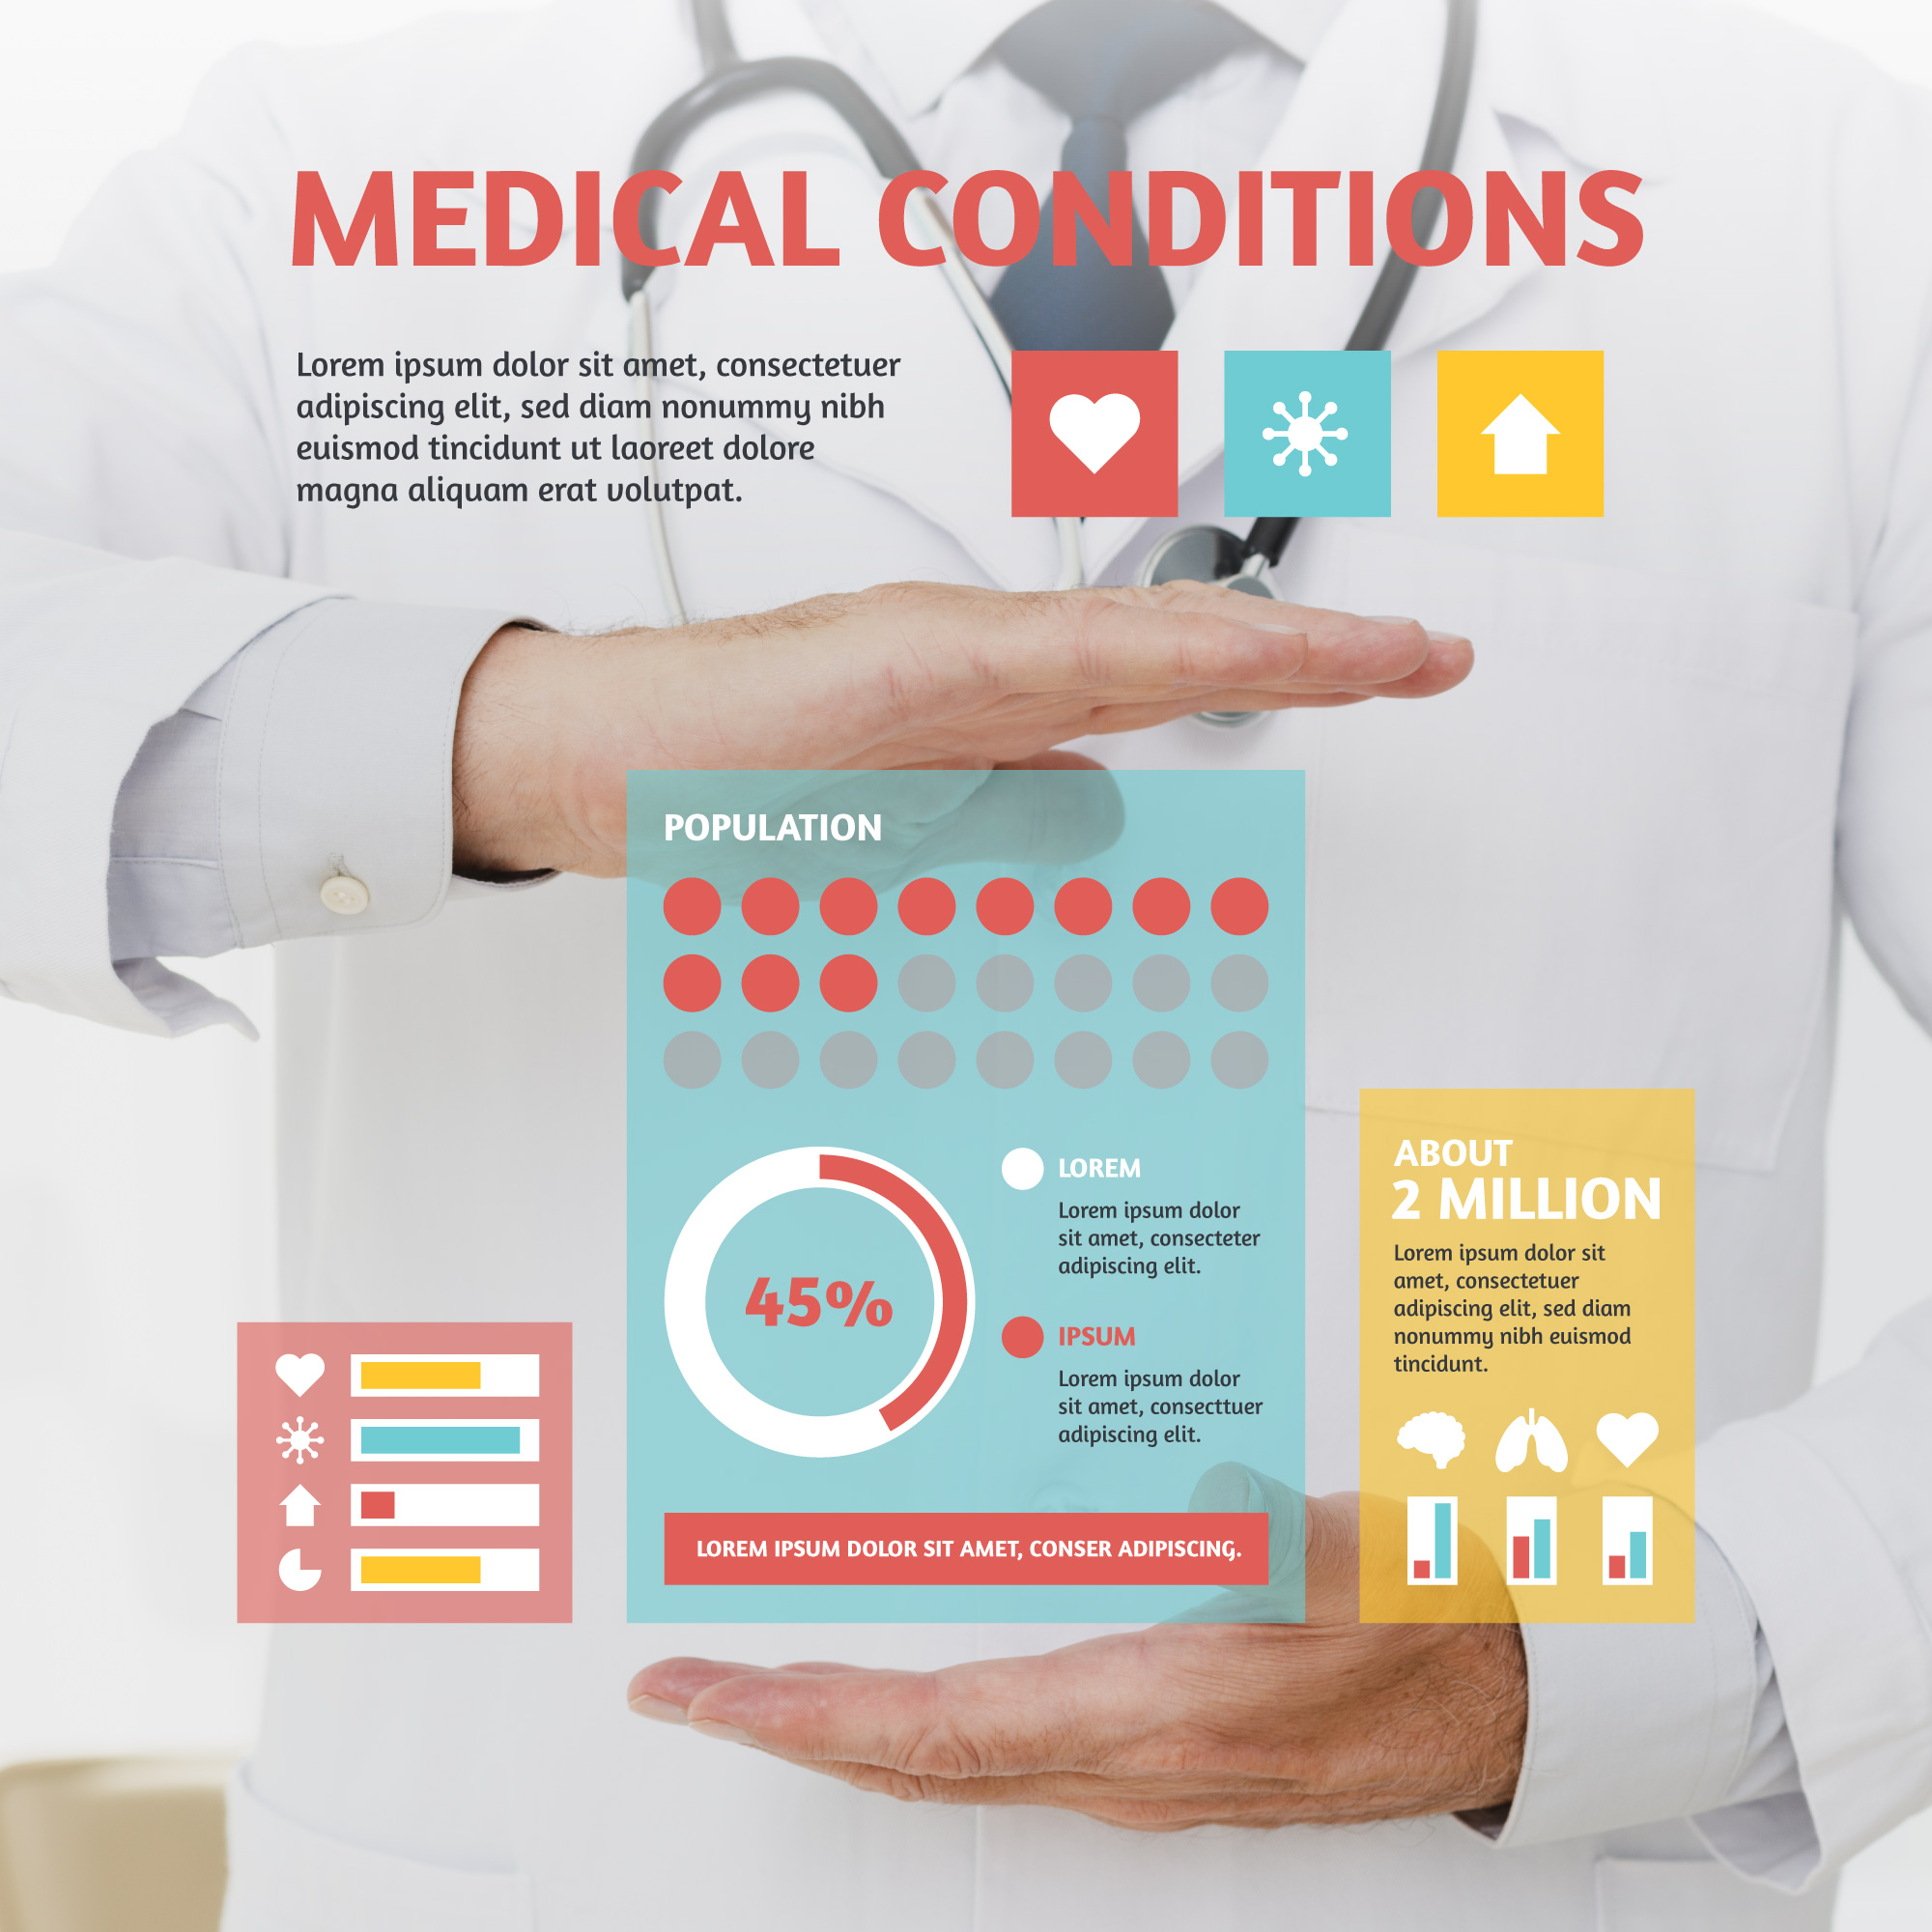 MEDICAL CONDITIONS
Lorem ipsum dolor sit amet, consectetuer
adipiscing elit, sed diam nonummy nibh
euismod tincidunt ut laoreet dolore
magna aliquam erat volutpat.
POPULATION
45%
LOREM
Lorem ipsum dolor
sit amet, consecteter
adipiscing elit.
IPSUM
Lorem ipsum dolor
sit amet, consecttuer
adipiscing elit.
LOREM IPSUM DOLOR SIT AMET, CONSER ADIPISCING.
ABOUT
2 MILLION
Lorem ipsum dolor sit
amet, consectetuer
adipiscing elit, sed diam
nonummy nibh euismod
tincidunt.